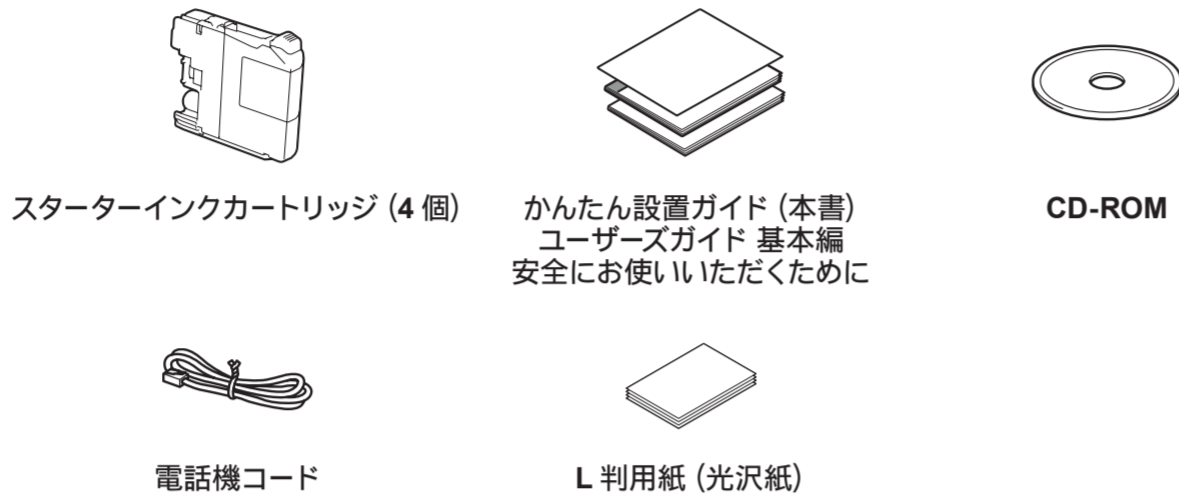 スターターインクカートリッジ (4 個)
かんたん設置ガイド (本書)
ユーザーズガイド 基本編
安全にお使いいただくために
CD-ROM
電話機コード
L 判用紙 (光沢紙)